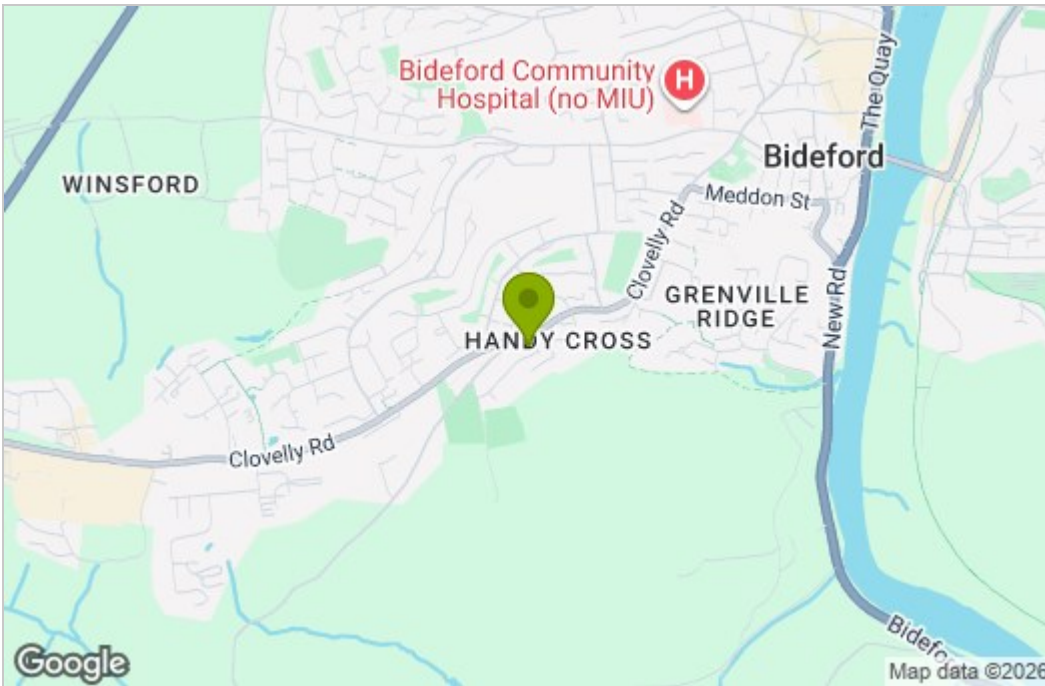 Bideford Community
Hospital (no MIU)
H
The Quay
Bideford
WINSFORD
Meddon St
Clovelly Rd
GRENVILLE
RIDGE
New Rd
HANDY CROSS
Clovelly Rd
Google
Map data ©2026